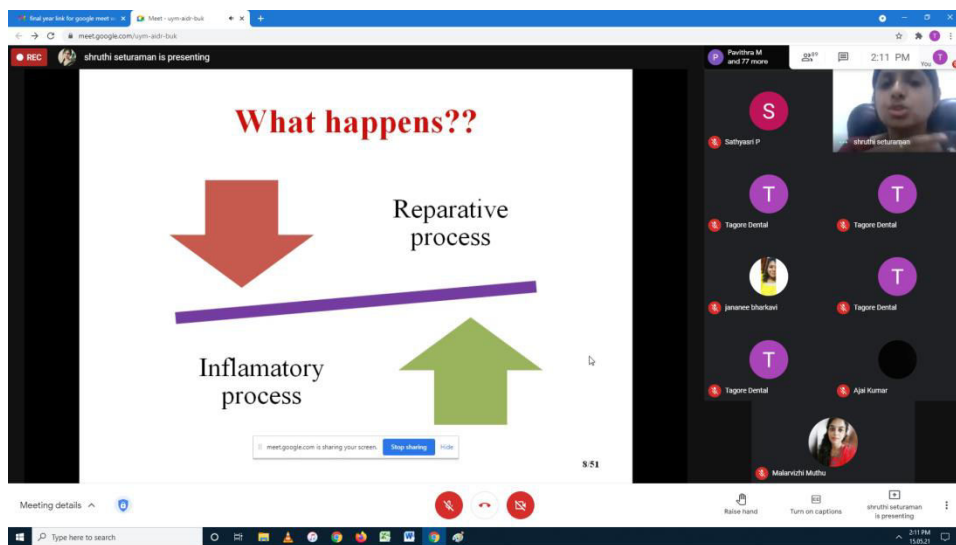 final year link for google meet
Meet - uym-aidr-buk
meet.google.com/uym-aidr-buk
REC
shruthi seturaman is presenting
Pavithra M
and 77 more
2:11 PM
You
What happens??
Reparative
process
Inflamatory
process
meet.google.com is sharing your screen.
Stop sharing
Hide
8/51
S
Sathyasri P
shruthi seturaman
T
Tagore Dental
T
Tagore Dental
jananee bharkavi
T
Tagore Dental
T
Tagore Dental
Ajai Kumar
Malarvizhi Muthu
Meeting details
Raise hand
Turn on captions
shruthi seturaman
is presenting
Type here to search
2:11 PM
15.05.21